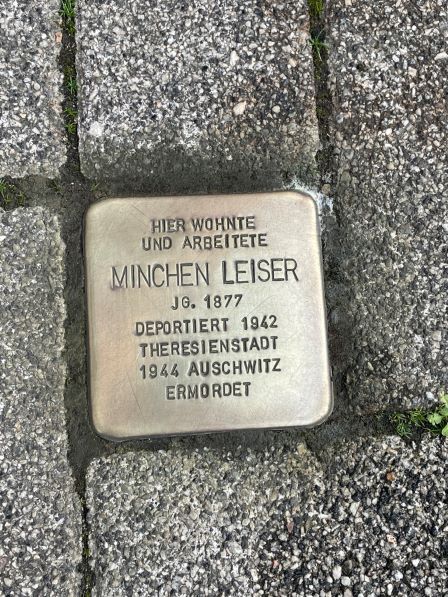 HIER WOHNTE
UND ARBEITETE
MINCHEN LEISER
JG. 1877
DEPORTIERT 1942
THERESIENSTADT
1944 AUSCHWITZ
ERMORDET